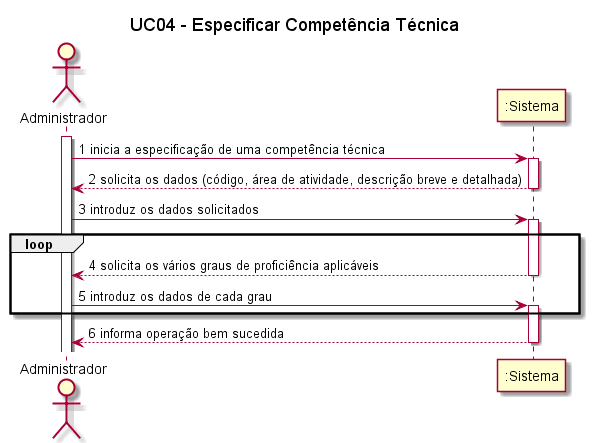 UC04 - Especificar Competência Técnica
Administrador
:Sistema
1 inicia a especificação de uma competência técnica
2 solicita os dados (código, área de atividade, descrição breve e detalhada)
3 introduz os dados solicitados
loop
4 solicita os vários graus de proficiência aplicáveis
5 introduz os dados de cada grau
6 informa operação bem sucedida
Administrador
:Sistema